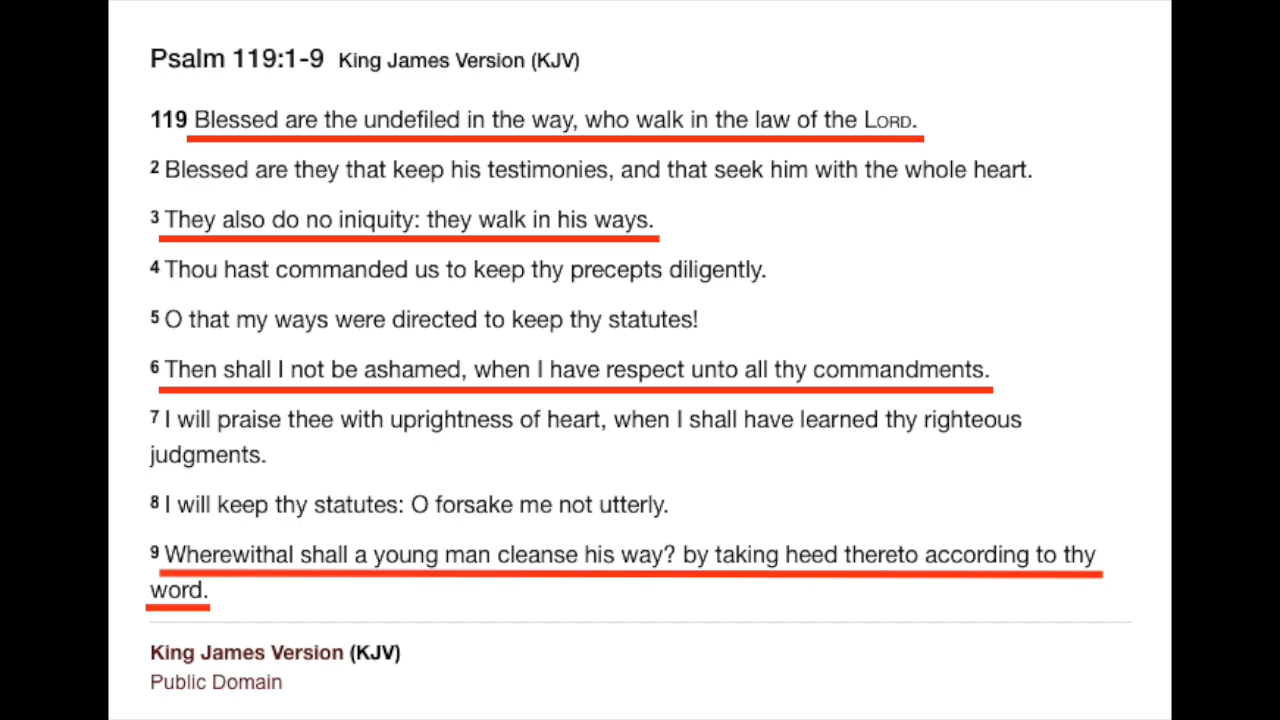 Psalm 119:1-9 King James Version (KJV)
119 Blessed are the undefiled in the way, who walk in the law of the LORD.
2 Blessed are they that keep his testimonies, and that seek him with the whole heart.
3 They also do no iniquity: they walk in his ways.
4 Thou hast commanded us to keep thy precepts diligently.
5 O that my ways were directed to keep thy statutes!
6 Then shall I not be ashamed, when I have respect unto all thy commandments.
7 I will praise thee with uprightness of heart, when I shall have learned thy righteous
judgments.
8 I will keep thy statutes: O forsake me not utterly.
9 Wherewithal shall a young man cleanse his way? by taking heed thereto according to thy
word.
King James Version (KJV)
Public Domain